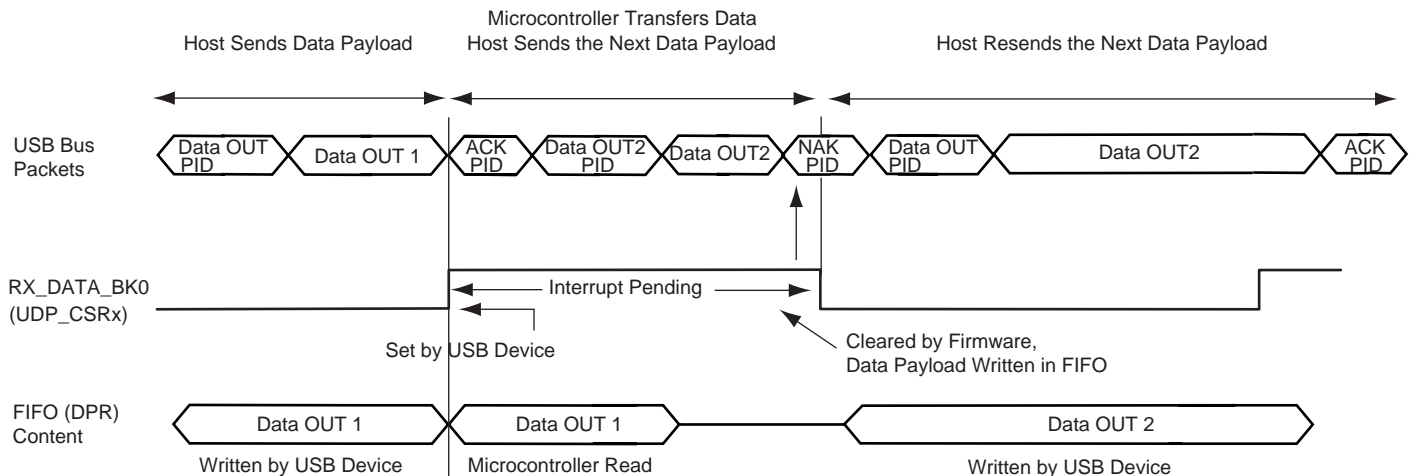 Microcontroller Transfers Data
Host Sends Data Payload
Host Sends the Next Data Payload
Host Resends the Next Data Payload
USB Bus
Packets
Data OUT
PID
Data OUT 1
ACK
PID
Data OUT2
PID
Data OUT2
NAK
PID
Data OUT
PID
Data OUT2
ACK
PID
RX_DATA_BK0
(UDP_CSRx)
Interrupt Pending
Set by USB Device
Cleared by Firmware,
Data Payload Written in FIFO
FIFO (DPR)
Content
Data OUT 1
Data OUT 1
Data OUT 2
Written by USB Device
Microcontroller Read
Written by USB Device